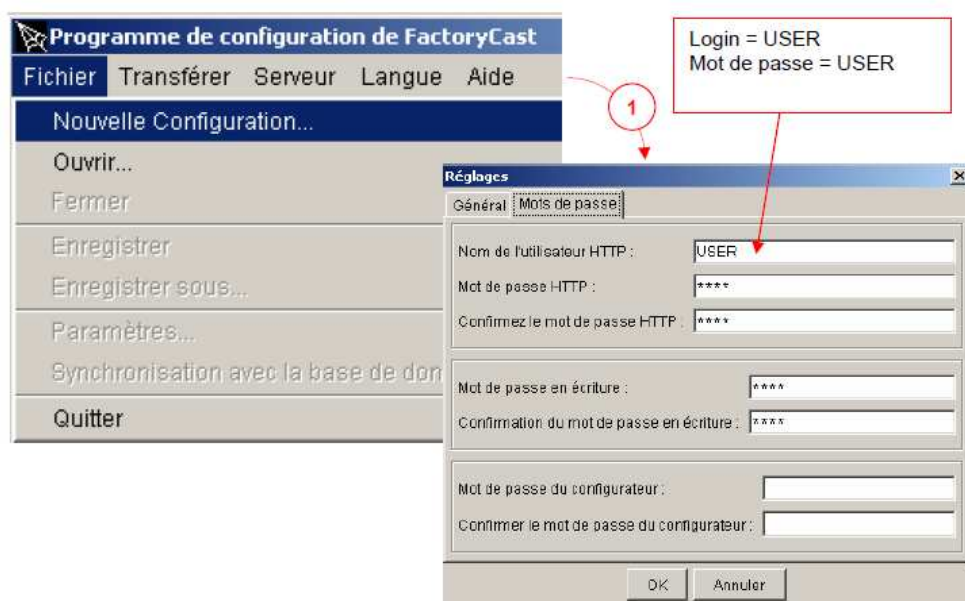 Programme de configuration de FactoryCast
Fichier Transférer Serveur Langue Aide
Nouvelle Configuration...
Ouvrir...
Fermer
Enregistrer
Enregistrer sous...
Paramètres...
Synchronisation avec la base de don
Quitter
1
Login = USER
Mot de passe = USER
Réglages
Général Mots de passe
Nom de l'utilisateur HTTP : USER
Mot de passe HTTP : ****
Confirmez le mot de passe HTTP : ****
Mot de passe en écriture : ****
Confirmation du mot de passe en écriture : ****
Mot de passe du configurateur :
Confirmer le mot de passe du configurateur :
OK Annuler